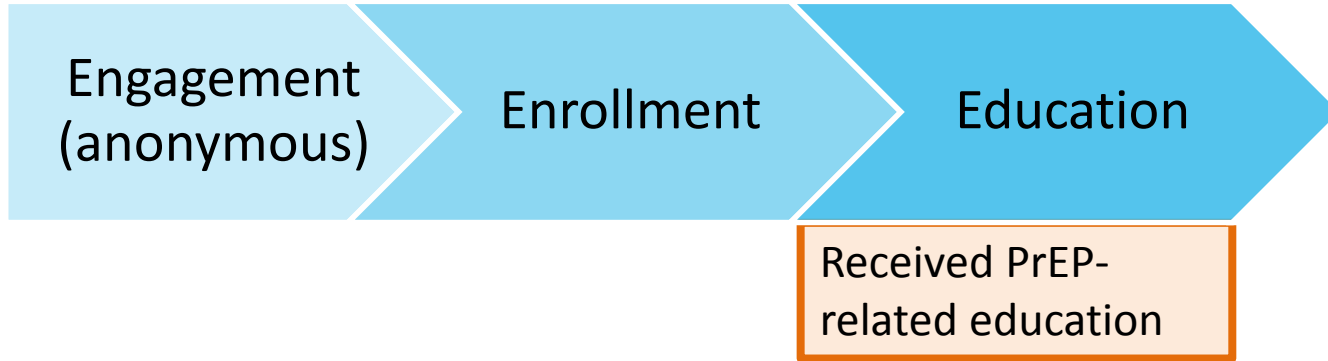 Engagement
(anonymous)
Enrollment
Education
Received PrEP-
related education